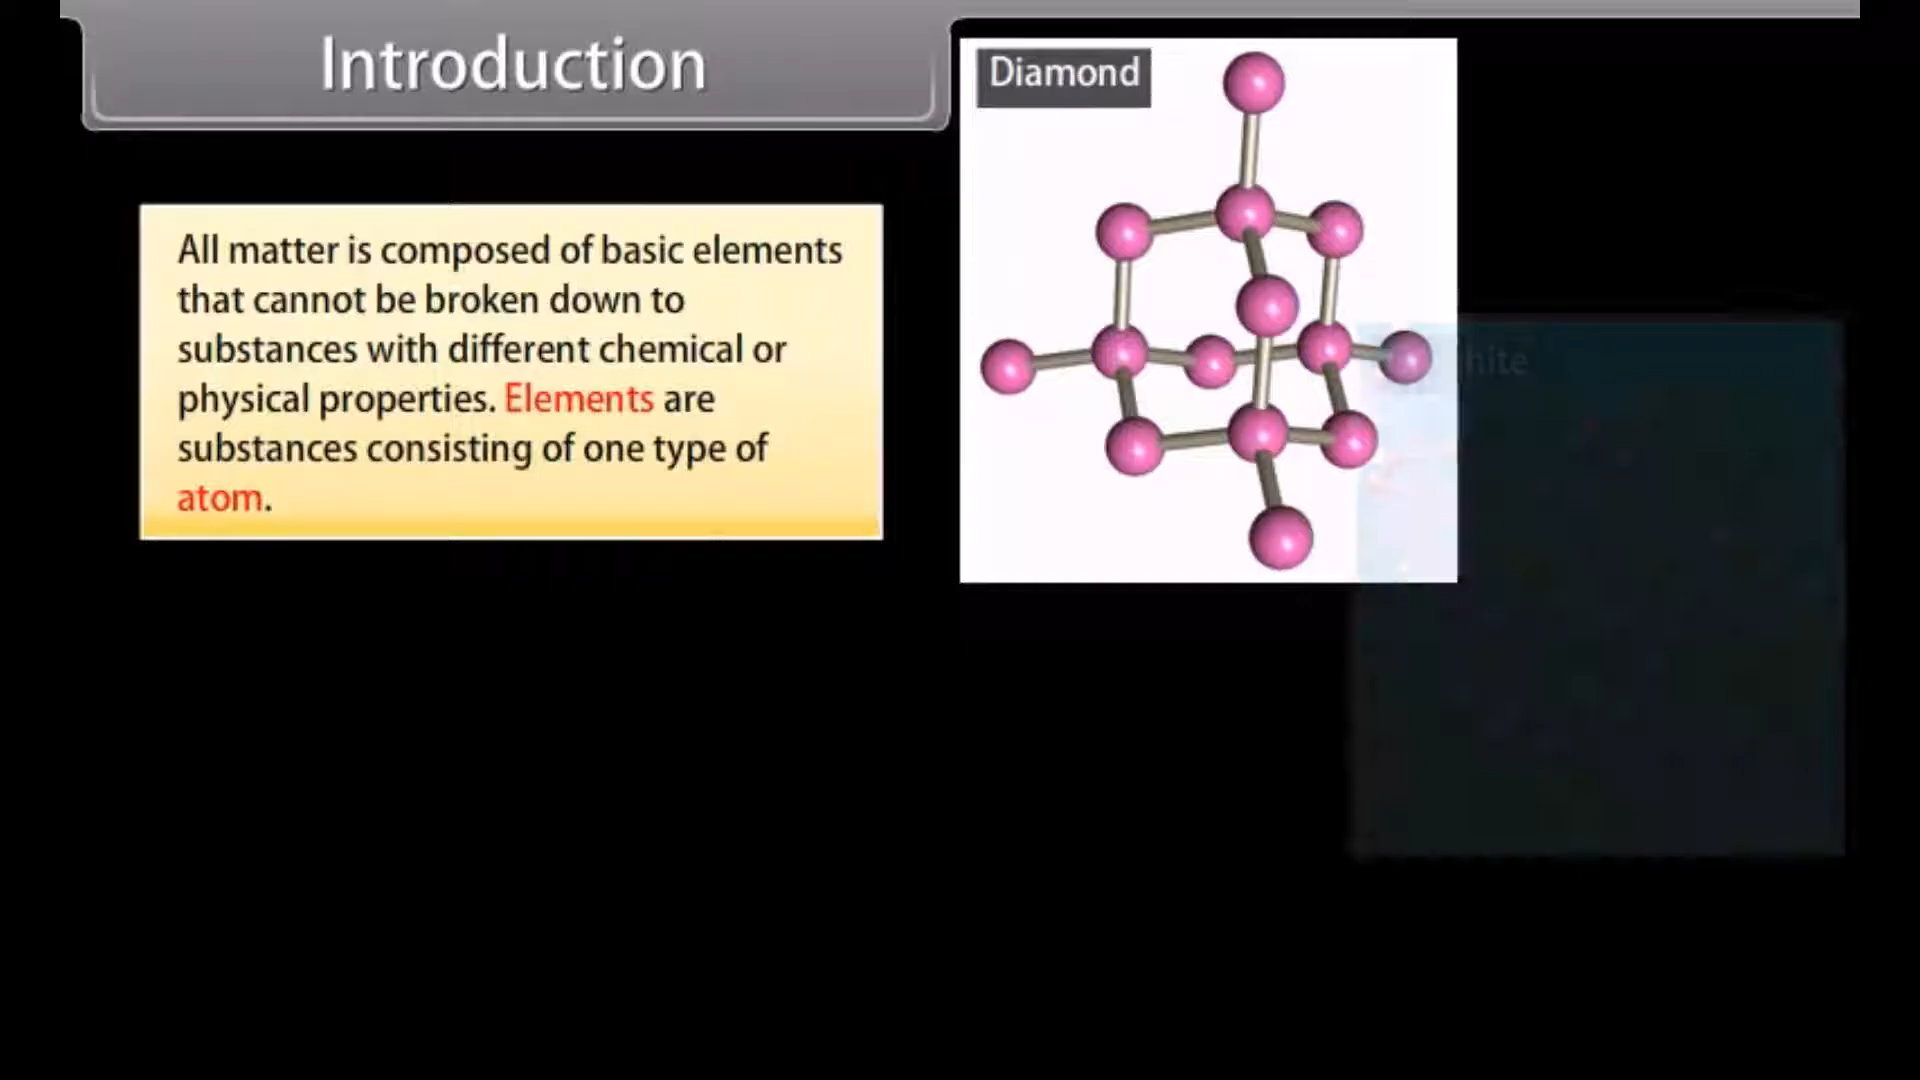 Introduction
Diamond
All matter is composed of basic elements
that cannot be broken down to
substances with different chemical or
physical properties. Elements are
substances consisting of one type of
atom.